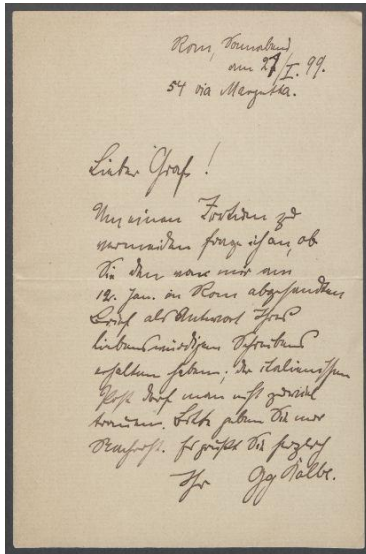 Rom, Sonnabend
am 27/I. 99.
54 via Margutta.
Lieber Graf!
Um einen Irrtum zu
vermeiden frage ich an, ob
Sie den von mir am
12. Jan. in Rom abgesandten
Brief als Antwort Ihres
liebenswürdigen Schreibens
erhalten haben; der italienischen
Post darf man nicht zuviel
trauen. Bitte geben Sie mir
Nachricht. Es grüßt Sie herzlich
Ihr Gg Kolbe.